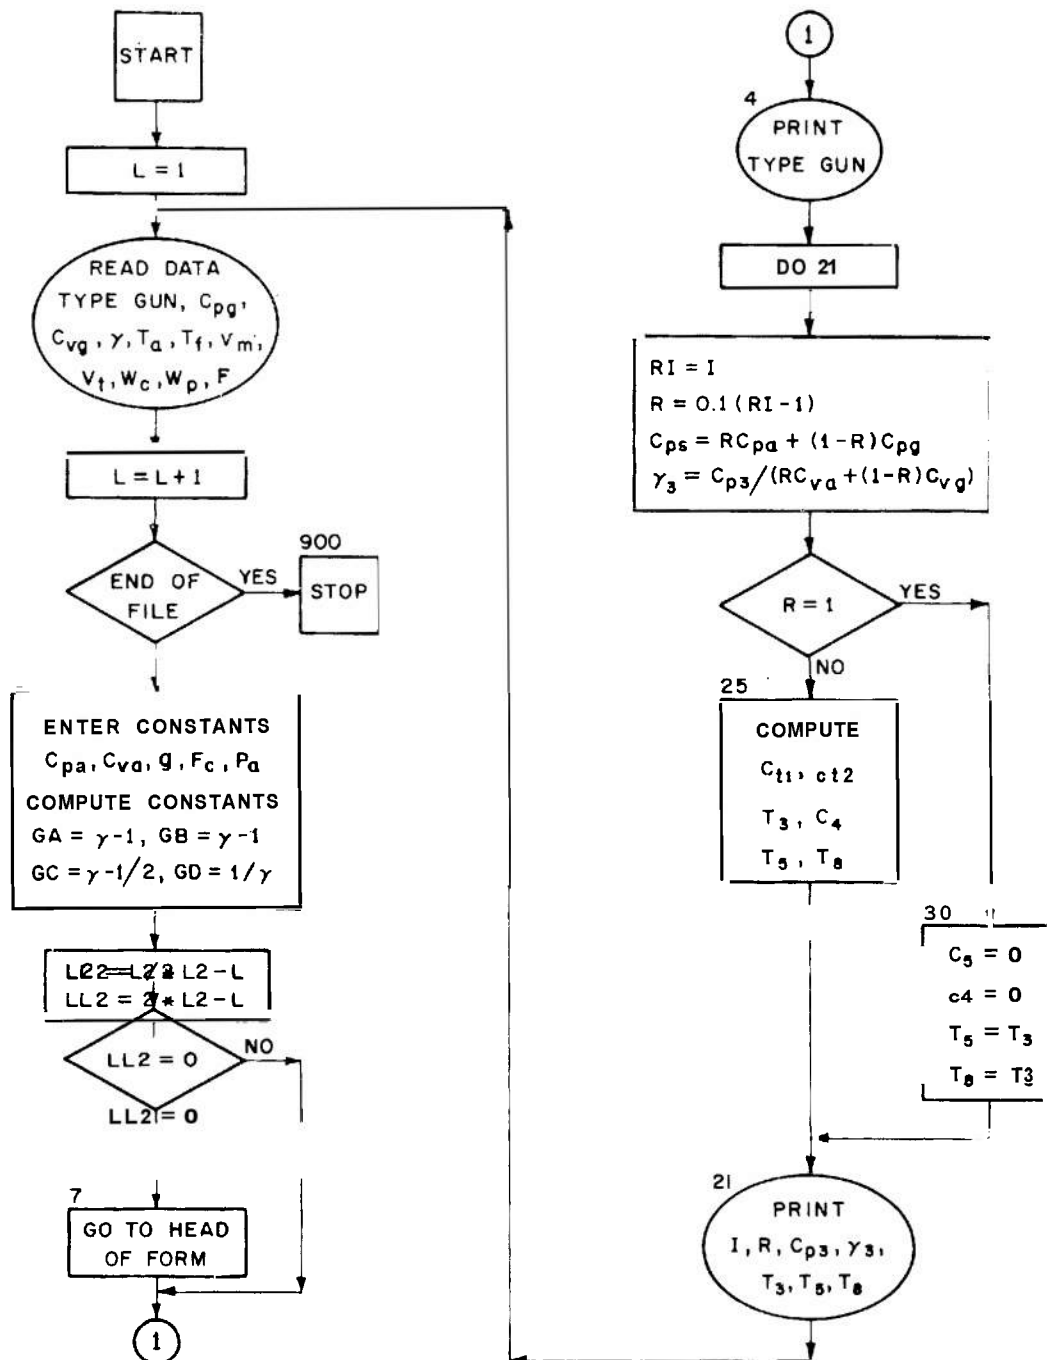 START
L = 1
READ DATA
TYPE GUN, Cpg,
Cvg, γ, Ta, Tf, Vm,
Vt, Wc, Wp, F
L = L + 1
END OF
FILE
YES
900
STOP
ENTER CONSTANTS
Cpa, Cva, g, Fc, Pa
COMPUTE CONSTANTS
GA = γ-1, GB = γ-1
GC = γ-1/2, GD = 1/γ
LL2 = 2 * L2-L
LL2 = 0
NO
LL2 = 0
7
GO TO HEAD
OF FORM
1
1
4
PRINT
TYPE GUN
DO 21
RI = I
R = 0.1 (RI-1)
Cps = RCpa + (1-R)Cpg
γ3 = Cp3/(RCva+(1-R)Cvg)
R = 1
YES
NO
25
COMPUTE
Ct1, ct2
T3, C4
T5, T8
30
C5 = 0
c4 = 0
T5 = T3
T8 = T3
21
PRINT
I, R, Cp3, γ3,
T3, T5, T8